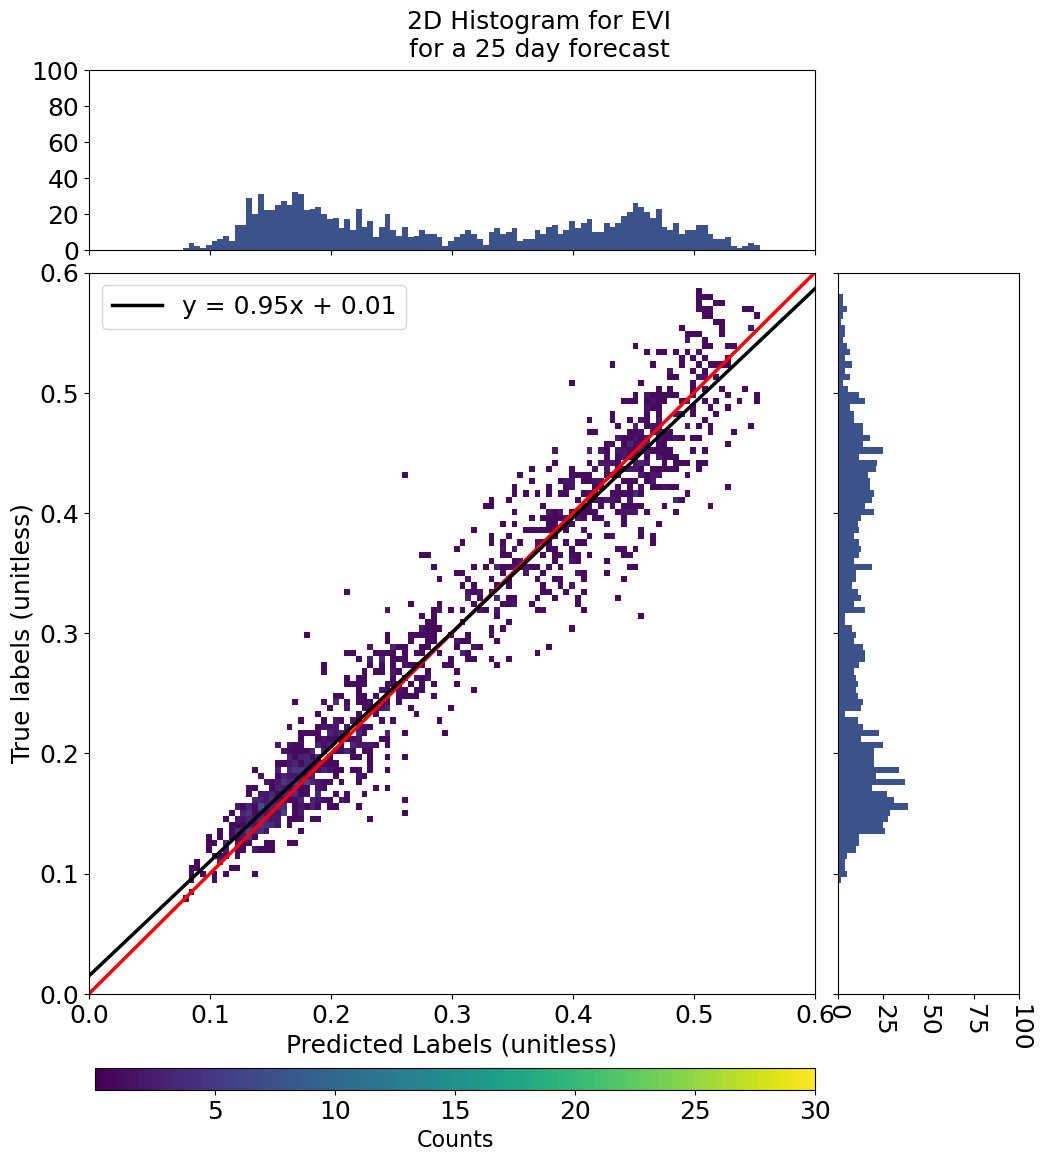 2D Histogram for EVI
for a 25 day forecast
100
80
60
40
20
0
0.6
0.5
0.4
0.3
0.2
0.1
0.0
True labels (unitless)
y = 0.95x + 0.01
0.0 0.1 0.2 0.3 0.4 0.5 0.6
Predicted Labels (unitless)
0 25 50 75 100
5 10 15 20 25 30
Counts